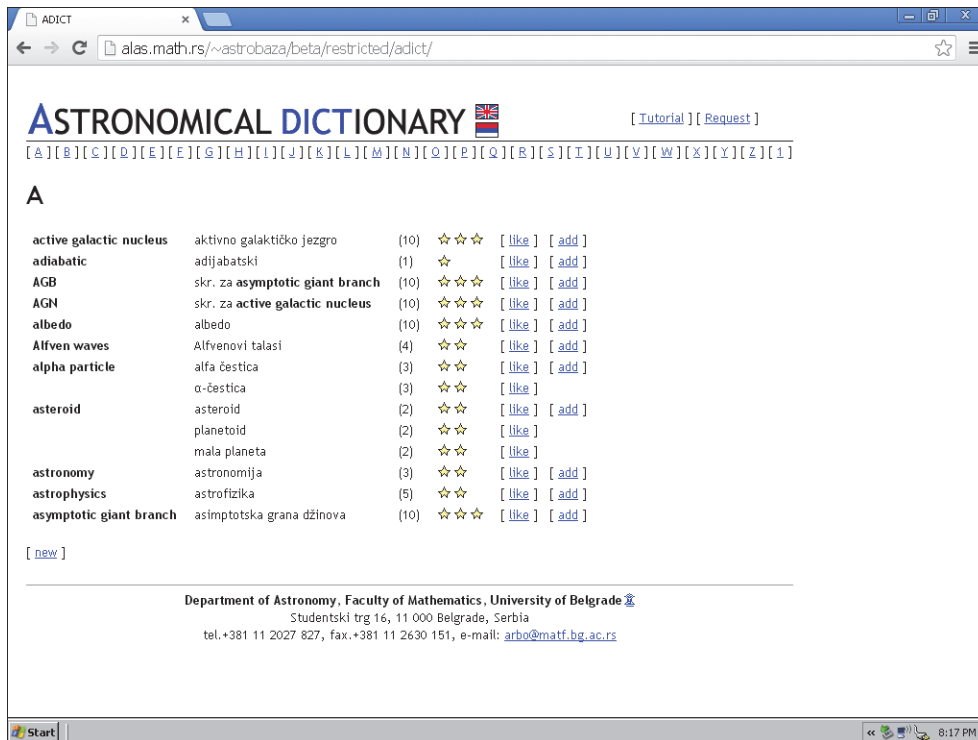 ADICT
alas.math.rs/~astrobaza/beta/restricted/adict/
ASTRONOMICAL DICTIONARY
[ Tutorial ] [ Request ]
[ A ] [ B ] [ C ] [ D ] [ E ] [ F ] [ G ] [ H ] [ I ] [ J ] [ K ] [ L ] [ M ] [ N ] [ O ] [ P ] [ Q ] [ R ] [ S ] [ T ] [ U ] [ V ] [ W ] [ X ] [ Y ] [ Z ] [ 1 ]
A
active galactic nucleus aktivno galaktičko jezgro (10) [ like ] [ add ]
adiabatic adijabatski (1) [ like ] [ add ]
AGB skr. za asymptotic giant branch (10) [ like ] [ add ]
AGN skr. za active galactic nucleus (10) [ like ] [ add ]
albedo albedo (10) [ like ] [ add ]
Alfven waves Alfvenovi talasi (4) [ like ] [ add ]
alpha particle alfa čestica (3) [ like ] [ add ]
α-čestica (3) [ like ]
asteroid asteroid (2) [ like ] [ add ]
planetoid (2) [ like ]
mala planeta (2) [ like ]
astronomy astronomija (3) [ like ] [ add ]
astrophysics astrofizika (5) [ like ] [ add ]
asymptotic giant branch asimptotska grana džinova (10) [ like ] [ add ]
[ new ]
Department of Astronomy, Faculty of Mathematics, University of Belgrade
Studentski trg 16, 11 000 Belgrade, Serbia
tel.+381 11 2027 827, fax.+381 11 2630 151, e-mail: arbo@matf.bg.ac.rs
Start
8:17 PM